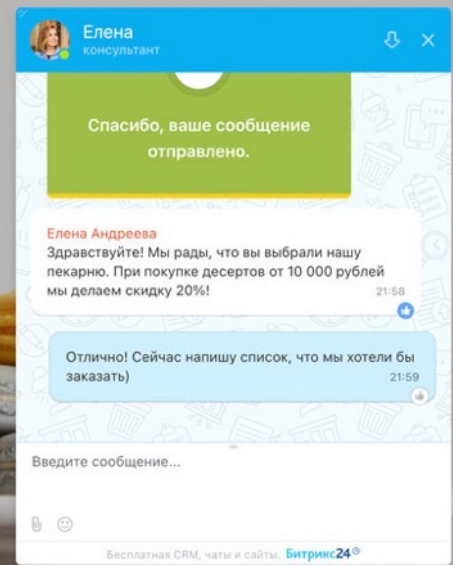 Елена
консультант
Спасибо, ваше сообщение
отправлено.
Елена Андреева
Здравствуйте! Мы рады, что вы выбрали нашу
пекарню. При покупке десертов от 10 000 рублей
мы делаем скидку 20%!
21:58
Отлично! Сейчас напишу список, что мы хотели бы
заказать)
21:59
Введите сообщение...
Бесплатная CRM, чаты и сайты. Битрикс24